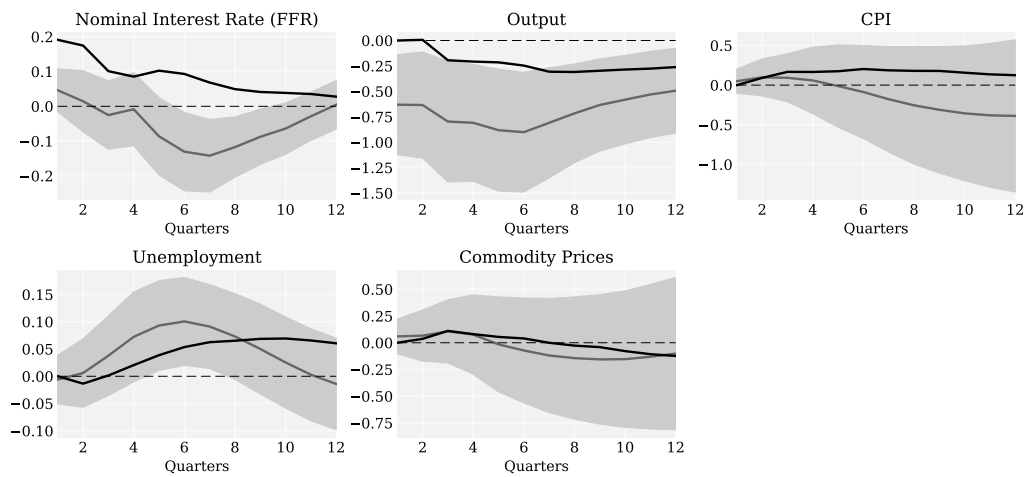 Nominal Interest Rate (FFR)
0.2
0.1
0.0
−0.1
−0.2
2 4 6 8 10 12
Quarters
Output
0.00
−0.25
−0.50
−0.75
−1.00
−1.25
−1.50
2 4 6 8 10 12
Quarters
CPI
0.5
0.0
−0.5
−1.0
2 4 6 8 10 12
Quarters
Unemployment
0.15
0.10
0.05
0.00
−0.05
−0.10
2 4 6 8 10 12
Quarters
Commodity Prices
0.50
0.25
0.00
−0.25
−0.50
−0.75
2 4 6 8 10 12
Quarters